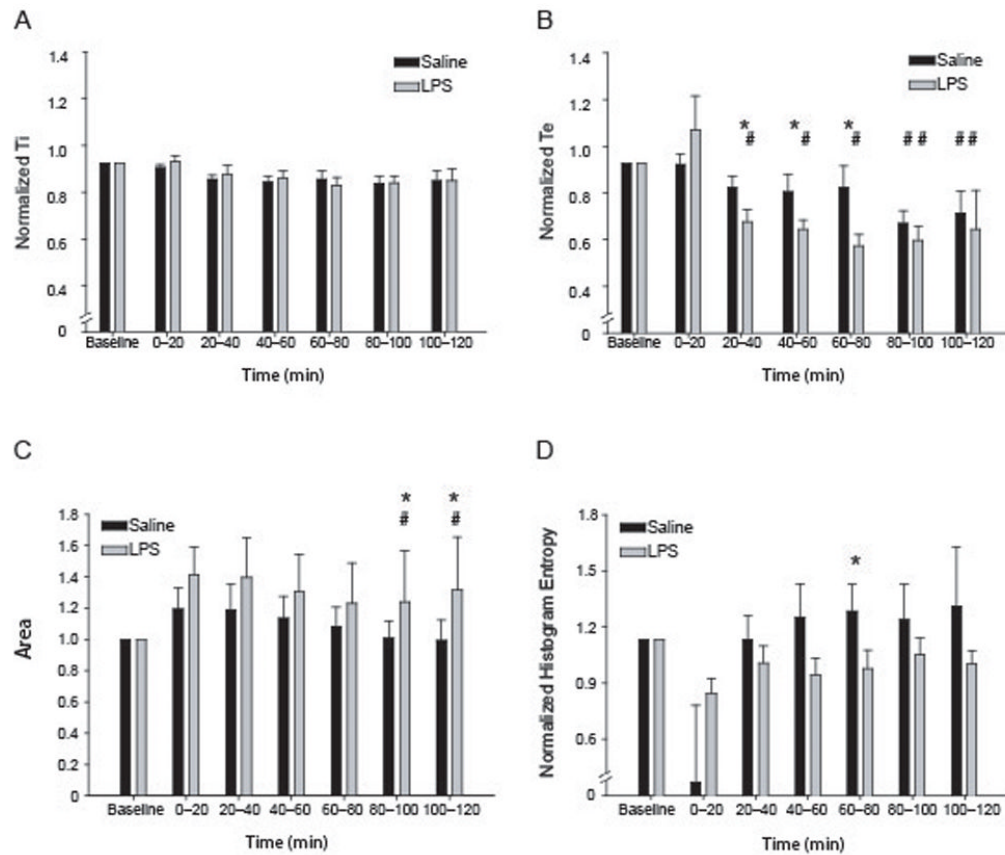 A
1.4
1.2
1.0
0.8
0.6
0.4
0
Normalized Ti
Saline
LPS
Baseline 0–20 20–40 40–60 60–80 80–100 100–120
Time (min)
B
1.4
1.2
1.0
0.8
0.6
0.4
0
Normalized Te
Saline
LPS
* * *
# # # # # # #
Baseline 0–20 20–40 40–60 60–80 80–100 100–120
Time (min)
C
1.8
1.6
1.4
1.2
1.0
0.8
0.6
0.4
0.2
0
Area
Saline
LPS
* *
# #
Baseline 0–20 20–40 40–60 60–80 80–100 100–120
Time (min)
D
1.8
1.5
1.2
0.9
0.6
0
Normalized Histogram Entropy
Saline
LPS
*
Baseline 0–20 20–40 40–60 60–80 80–100 100–120
Time (min)